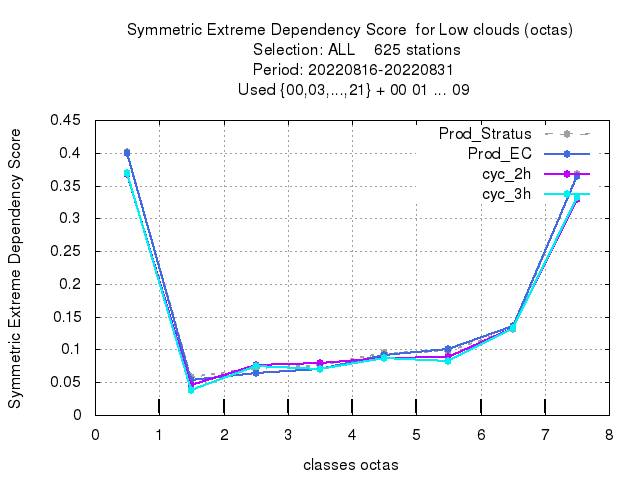 Symmetric Extreme Dependency Score  for Low clouds (octas)
Selection: ALL    625 stations
Period: 20220816-20220831
Used {00,03,...,21} + 00 01 ... 09
Symmetric Extreme Dependency Score
0.45
0.4
0.35
0.3
0.25
0.2
0.15
0.1
0.05
0
Prod_Stratus
Prod_EC
cyc_2h
cyc_3h
0 1 2 3 4 5 6 7 8
classes octas